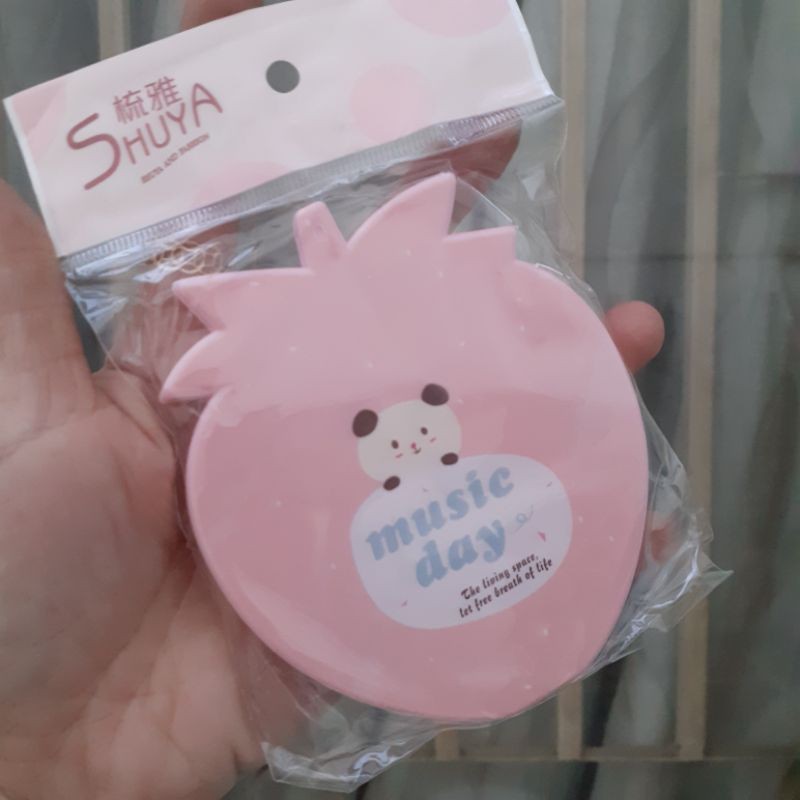 梳雅
SHUYA
music
day
The living space,
let free breath of life